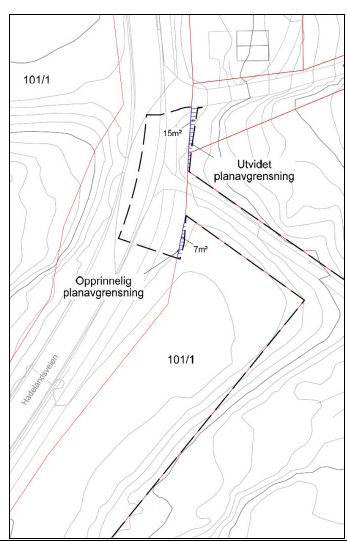 101/1
15m²
Utvidet
planavgrensning
7m²
Opprinnelig
planavgrensning
101/1
Hadelandsveien